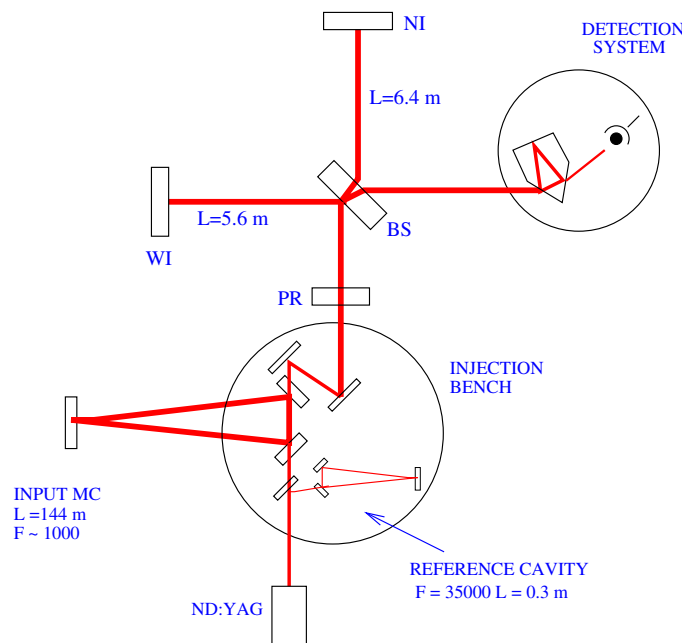 NI
DETECTION
SYSTEM
L=6.4 m
L=5.6 m
BS
WI
PR
INJECTION
BENCH
INPUT MC
L =144 m
F ~ 1000
REFERENCE CAVITY
F = 35000 L = 0.3 m
ND:YAG